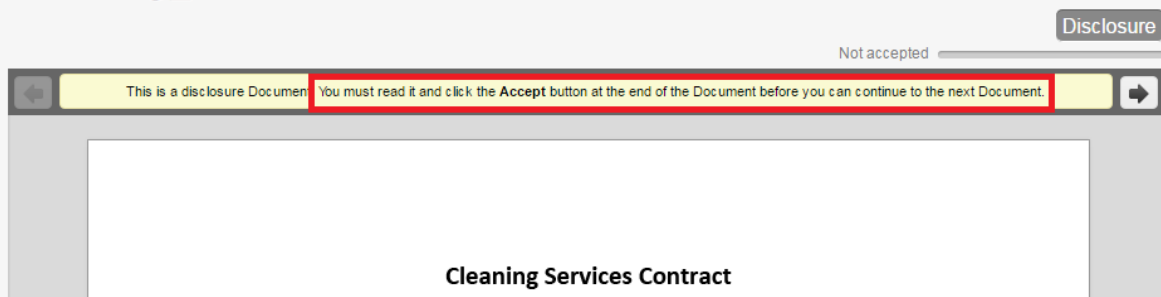 Disclosure
Not accepted
This is a disclosure Document You must read it and click the Accept button at the end of the Document before you can continue to the next Document.
Cleaning Services Contract